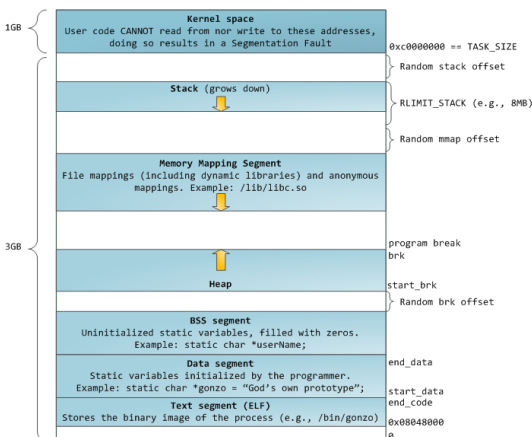 Kernel space
1GB
User code CANNOT read from nor write to these addresses,
doing so results in a Segmentation Fault
0xc0000000 == TASK_SIZE
Random stack offset
Stack (grows down)
RLIMIT_STACK (e.g., 8MB)
Random mmap offset
Memory Mapping Segment
File mappings (including dynamic libraries) and anonymous
mappings. Example: /lib/libc.so
3GB
program break
brk
Heap
start_brk
Random brk offset
BSS segment
Uninitialized static variables, filled with zeros.
Example: static char *userName;
end_data
Data segment
Static variables initialized by the programmer.
Example: static char *gonzo = “God’s own prototype”;
start_data
end_code
Text segment (ELF)
Stores the binary image of the process (e.g., /bin/gonzo)
0x08048000
0